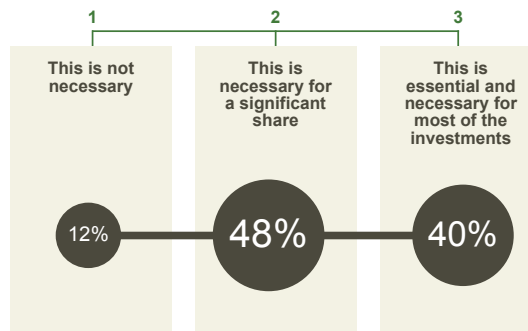 1
2
3
This is not
necessary
This is
necessary for
a significant
share
This is
essential and
necessary for
most of the
investments
12%
48%
40%